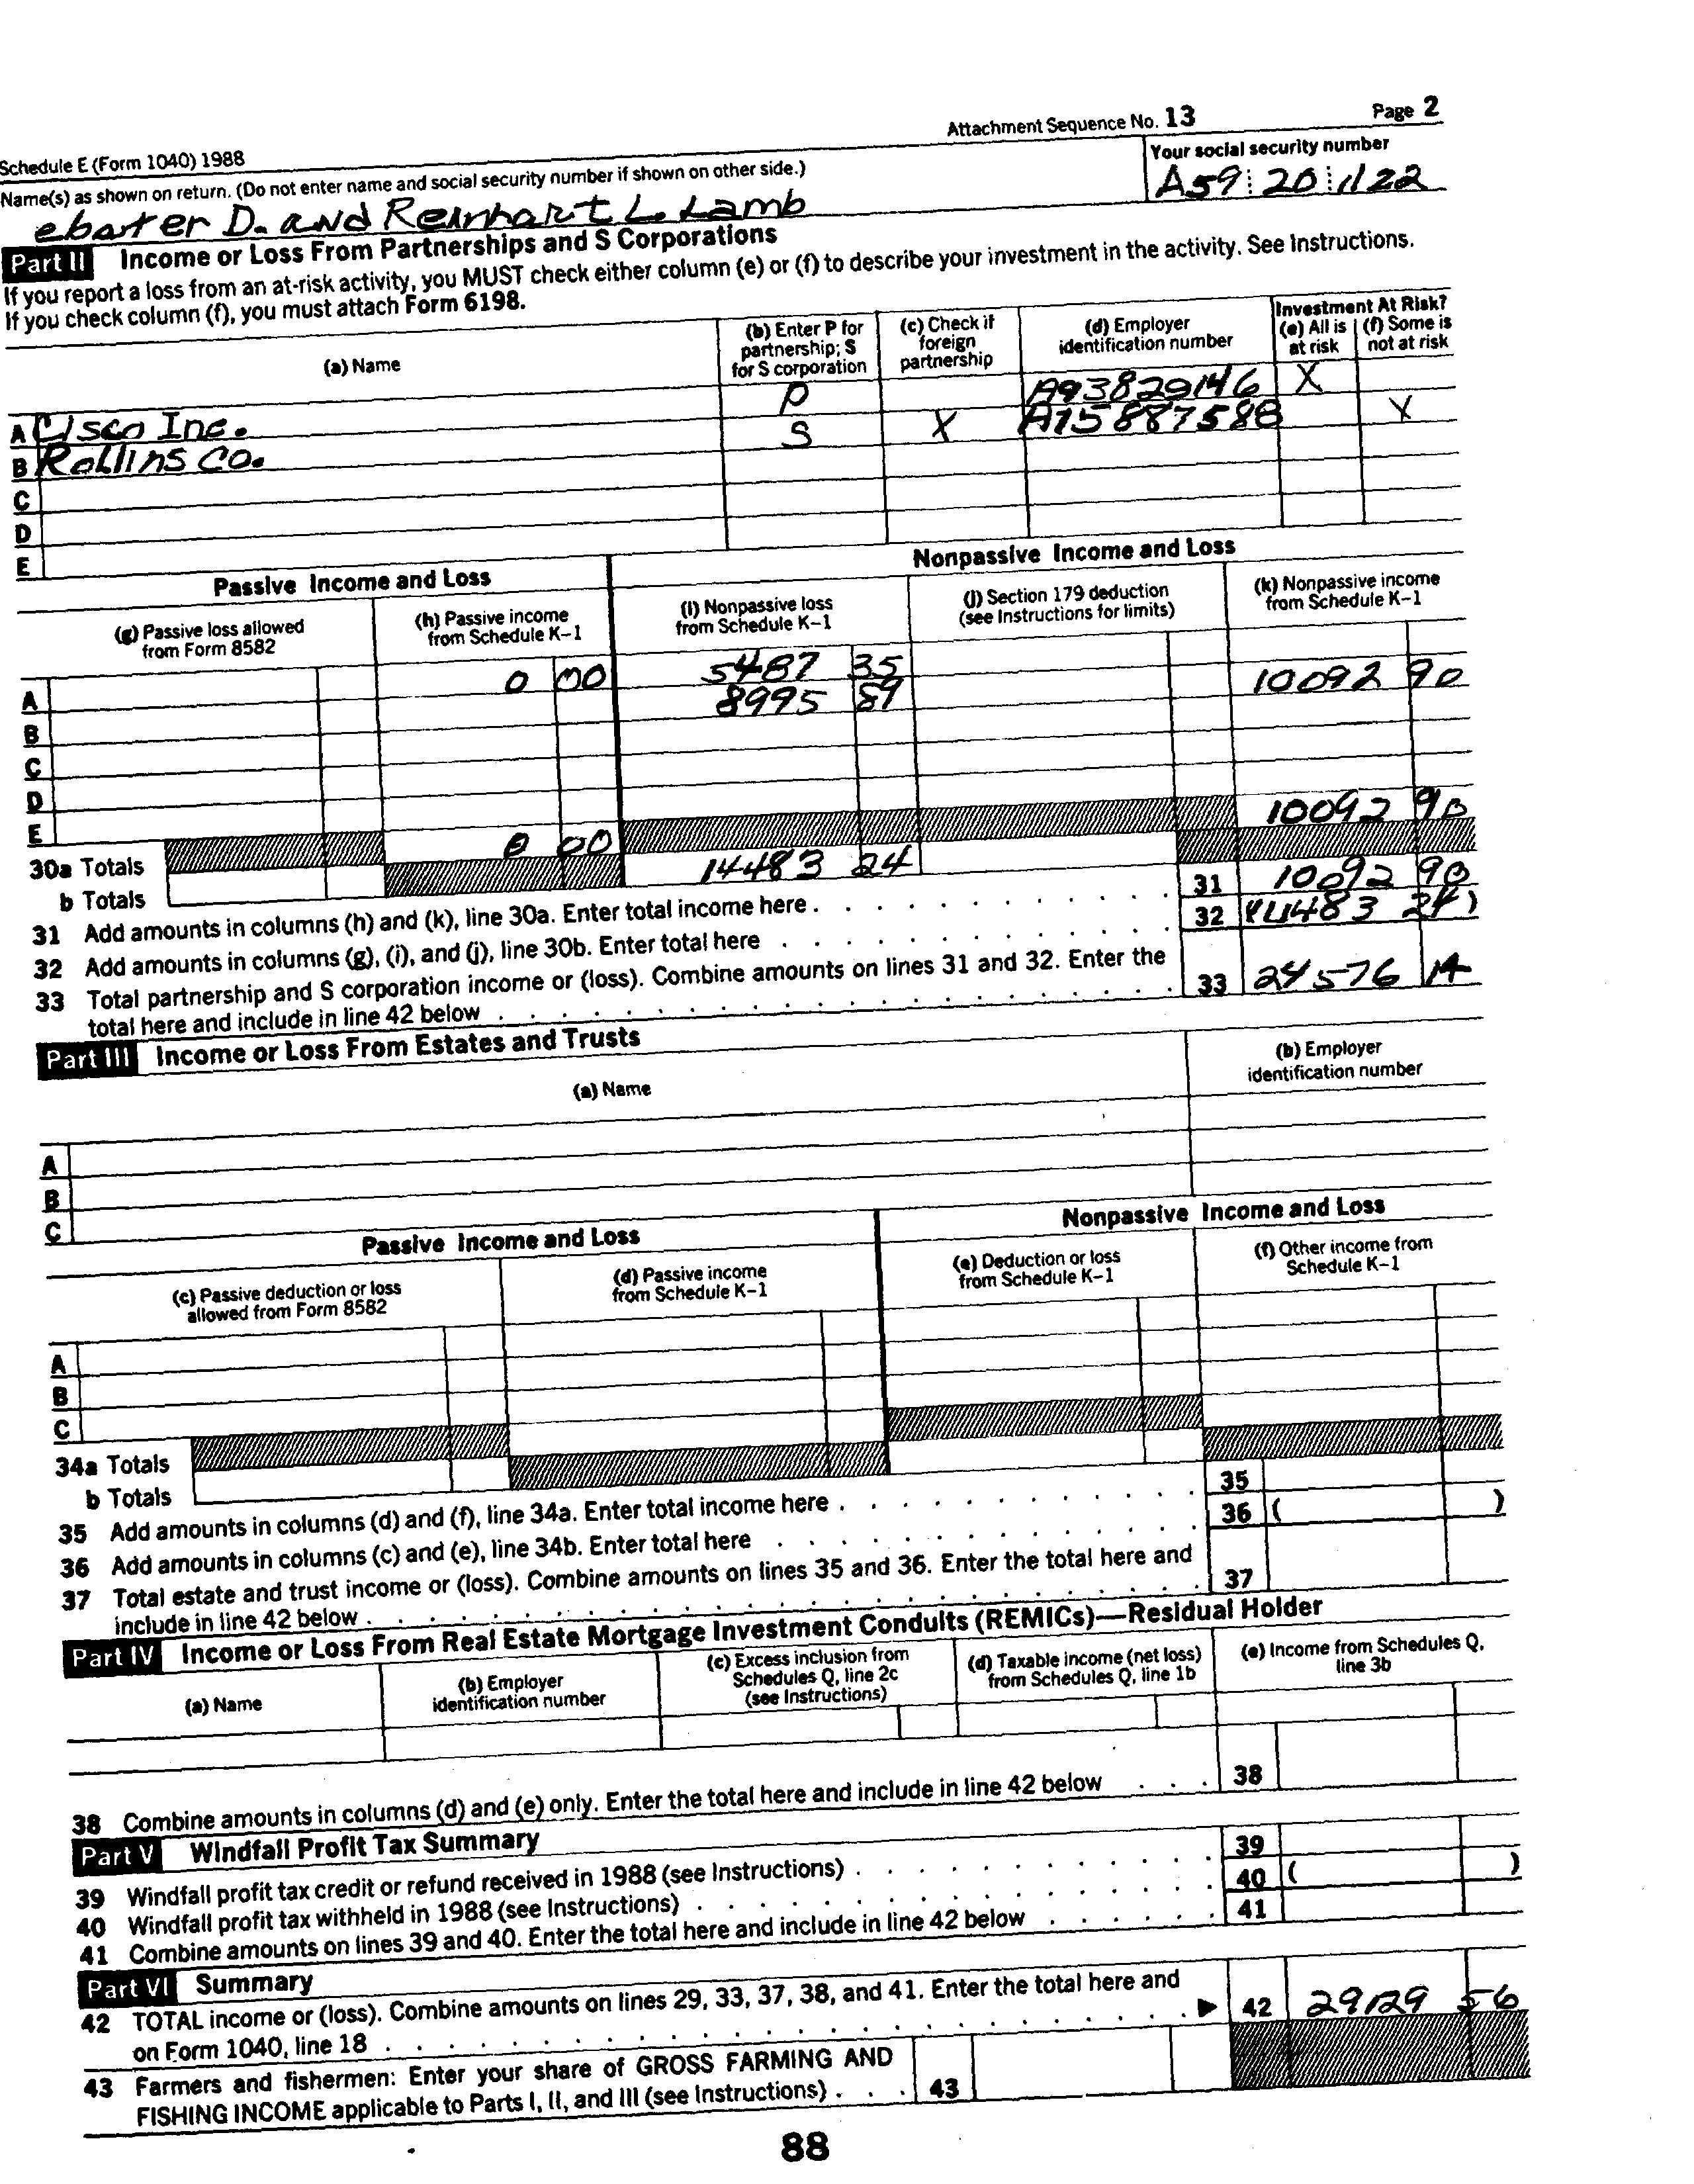 Attachment Sequence No. 13 Page 2
Schedule E (Form 1040) 1988
Name(s) as shown on return. (Do not enter name and social security number if shown on other side.) Your social security number
ebarter D. and Reinhart L. Lamb A59 20 1122
Part II Income or Loss From Partnerships and S Corporations
If you report a loss from an at-risk activity, you MUST check either column (e) or (f) to describe your investment in the activity. See Instructions.
If you check column (f), you must attach Form 6198.
(a) Name (b) Enter P for partnership; S for S corporation (c) Check if foreign partnership (d) Employer identification number Investment At Risk? (e) All is at risk (f) Some is not at risk
A Cisco Inc. P A93829146 X
B Rollins Co. S X A15887588 X
C
D
E
Passive Income and Loss Nonpassive Income and Loss
(g) Passive loss allowed from Form 8582 (h) Passive income from Schedule K-1 (i) Nonpassive loss from Schedule K-1 (j) Section 179 deduction (see Instructions for limits) (k) Nonpassive income from Schedule K-1
A 0 00 5487 35 10092 90
B 8995 89
C
D
E
30a Totals 0 00 10092 90
b Totals 14483 24
31 Add amounts in columns (h) and (k), line 30a. Enter total income here . 31 10092 90
32 Add amounts in columns (g), (i), and (j), line 30b. Enter total here 32 (14483 24)
33 Total partnership and S corporation income or (loss). Combine amounts on lines 31 and 32. Enter the
total here and include in line 42 below 33 24576 14
Part III Income or Loss From Estates and Trusts
(a) Name (b) Employer identification number
A
B
C
Passive Income and Loss Nonpassive Income and Loss
(c) Passive deduction or loss allowed from Form 8582 (d) Passive income from Schedule K-1 (e) Deduction or loss from Schedule K-1 (f) Other income from Schedule K-1
A
B
C
34a Totals
b Totals
35 Add amounts in columns (d) and (f), line 34a. Enter total income here . 35
36 Add amounts in columns (c) and (e), line 34b. Enter total here 36 ( )
37 Total estate and trust income or (loss). Combine amounts on lines 35 and 36. Enter the total here and
include in line 42 below . 37
Part IV Income or Loss From Real Estate Mortgage Investment Conduits (REMICs)—Residual Holder
(a) Name (b) Employer identification number (c) Excess inclusion from Schedules Q, line 2c (see Instructions) (d) Taxable income (net loss) from Schedules Q, line 1b (e) Income from Schedules Q, line 3b
38 Combine amounts in columns (d) and (e) only. Enter the total here and include in line 42 below 38
Part V Windfall Profit Tax Summary
39 Windfall profit tax credit or refund received in 1988 (see Instructions) . 39
40 Windfall profit tax withheld in 1988 (see Instructions) . 40 ( )
41 Combine amounts on lines 39 and 40. Enter the total here and include in line 42 below 41
Part VI Summary
42 TOTAL income or (loss). Combine amounts on lines 29, 33, 37, 38, and 41. Enter the total here and
on Form 1040, line 18 ▶ 42 29129 56
43 Farmers and fishermen: Enter your share of GROSS FARMING AND
FISHING INCOME applicable to Parts I, II, and III (see Instructions) . 43
88